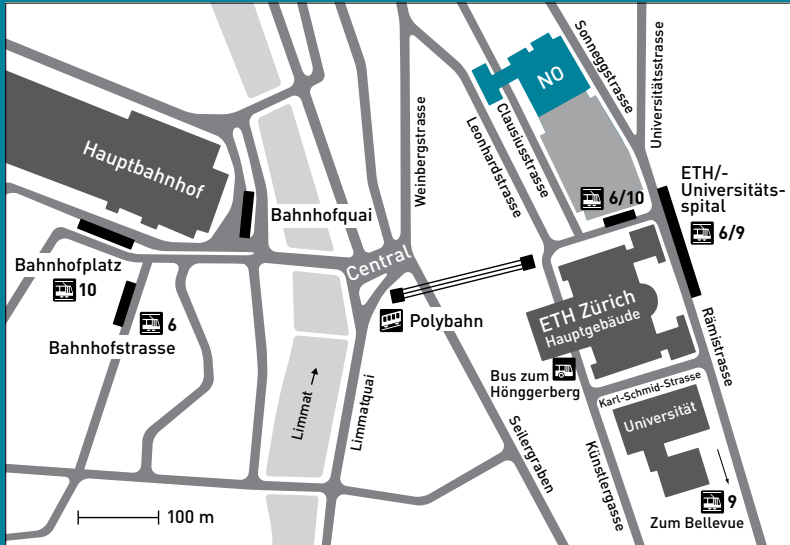 Sonneggstrasse
Universitätsstrasse
NO
Clausiusstrasse
Leonhardstrasse
Weinbergstrasse
Hauptbahnhof
ETH/-
Universitäts-
spital
6/9
6/10
Bahnhofquai
Central
Bahnhofplatz
10
6
Bahnhofstrasse
Polybahn
ETH Zürich
Hauptgebäude
Rämistrasse
Bus zum
Hönggerberg
Karl-Schmid-Strasse
Universität
Limmat
Limmatquai
Seilergraben
Künstlergasse
9
Zum Bellevue
100 m